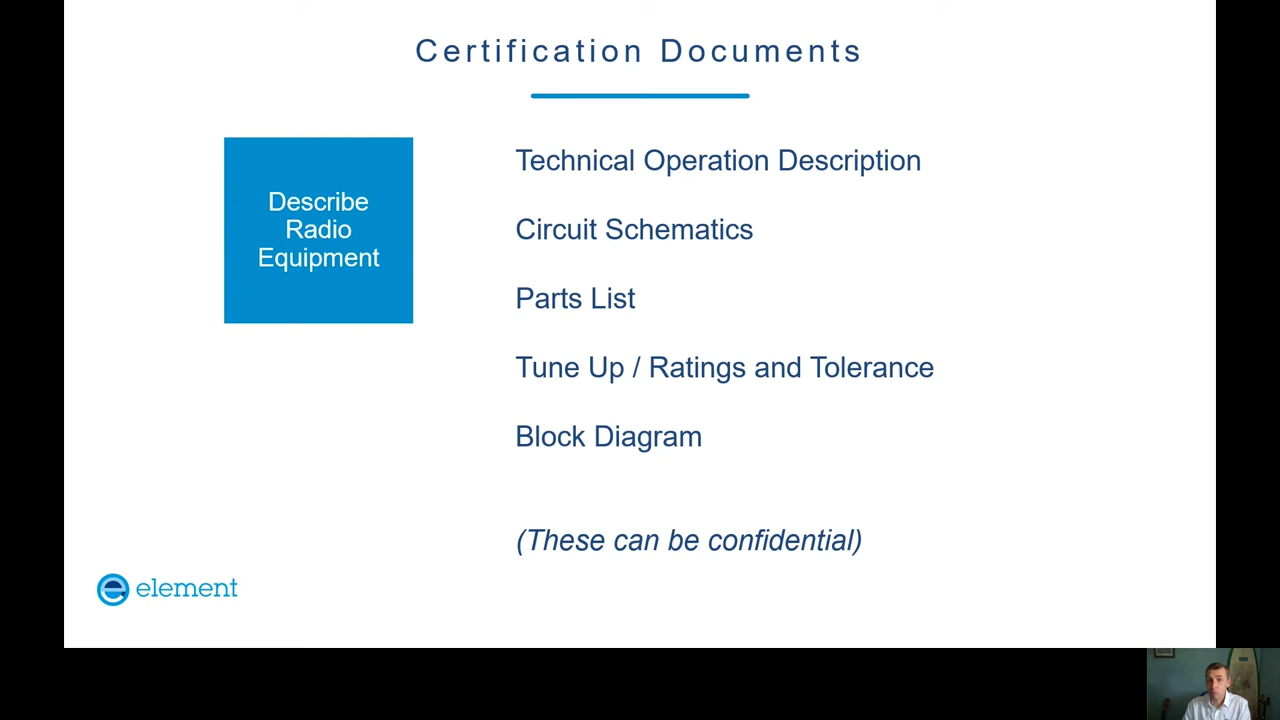 Certification Documents
Describe
Radio
Equipment
Technical Operation Description
Circuit Schematics
Parts List
Tune Up / Ratings and Tolerance
Block Diagram
(These can be confidential)
element